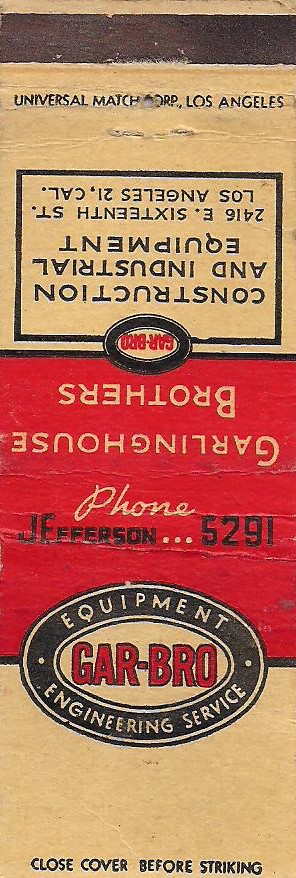 UNIVERSAL MATCH CORP., LOS ANGELES
GARLINGHOUSE
BROTHERS
GAR-BRO
CONSTRUCTION
AND INDUSTRIAL
EQUIPMENT
2416 E. SIXTEENTH ST.
LOS ANGELES 21, CAL.
Phone
JEFFERSON... 5291
EQUIPMENT
GAR-BRO
ENGINEERING SERVICE
CLOSE COVER BEFORE STRIKING